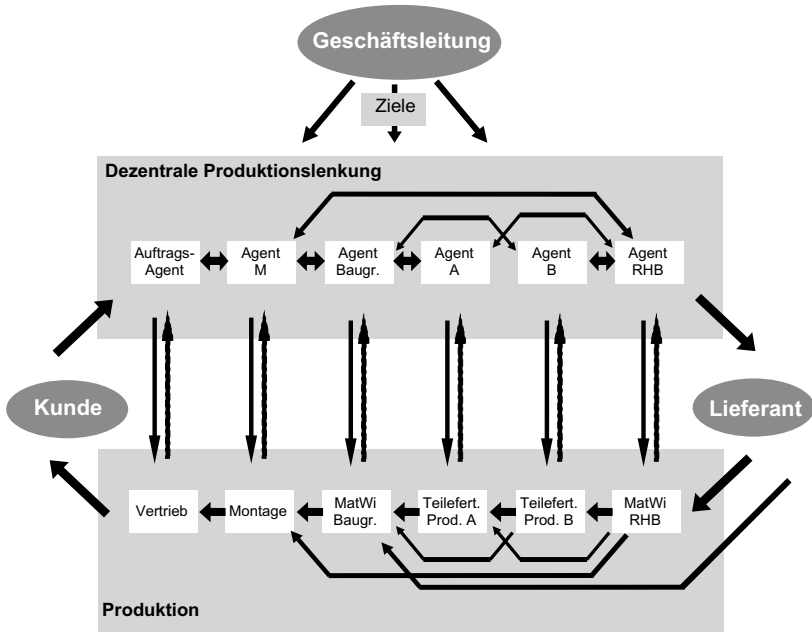 Geschäftsleitung
Ziele
Dezentrale Produktionslenkung
Auftrags-
Agent
Agent
M
Agent
Baugr.
Agent
A
Agent
B
Agent
RHB
Kunde
Lieferant
Vertrieb
Montage
MatWi
Baugr.
Teilefert.
Prod. A
Teilefert.
Prod. B
MatWi
RHB
Produktion